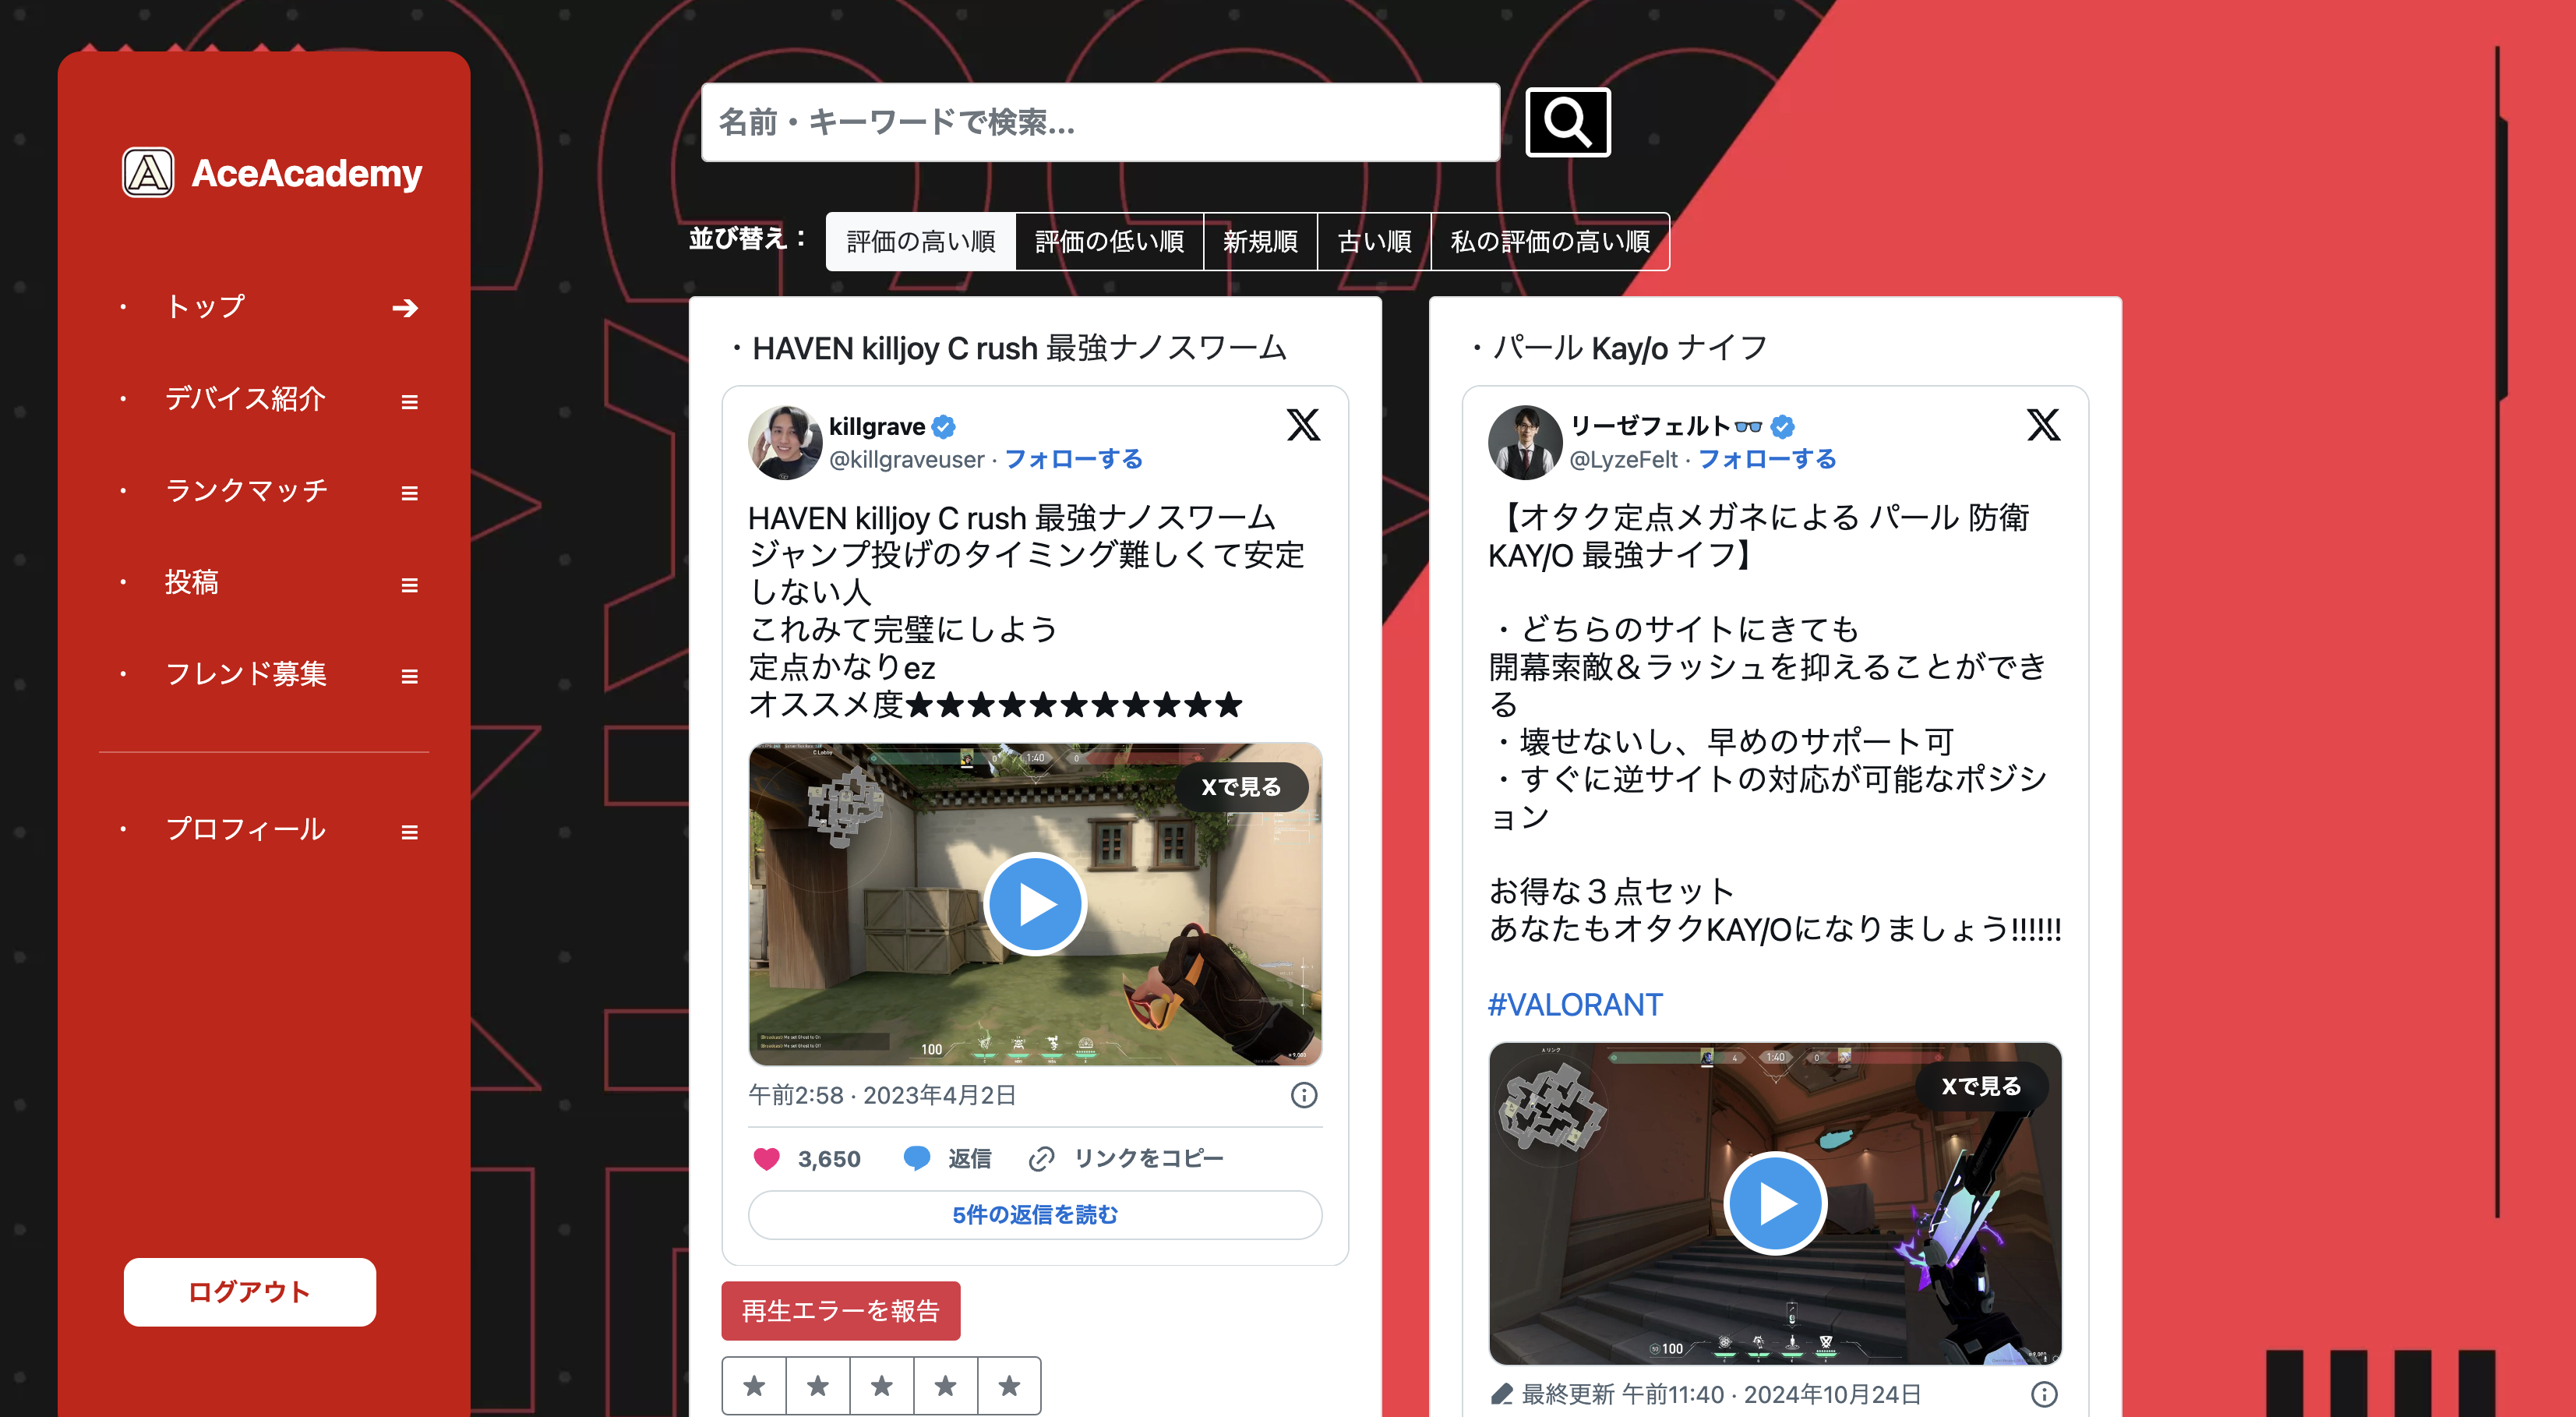 AceAcademy
・ トップ
・ デバイス紹介
・ ランクマッチ
・ 投稿
・ フレンド募集
・ プロフィール
ログアウト
名前・キーワードで検索...
並び替え：
評価の高い順
評価の低い順
新規順
古い順
私の評価の高い順
・HAVEN killjoy C rush 最強ナノスワーム
killgrave
@killgraveuser · フォローする
HAVEN killjoy C rush 最強ナノスワーム
ジャンプ投げのタイミング難しくて安定
しない人
これみて完璧にしよう
定点かなりez
オススメ度★★★★★★★★★★★
C Lobby
0
1:40
0
Xで見る
100
午前2:58 · 2023年4月2日
3,650
返信
リンクをコピー
5件の返信を読む
再生エラーを報告
★ ★ ★ ★ ★
・パール Kay/o ナイフ
リーゼフェルト👓
@LyzeFelt · フォローする
【オタク定点メガネによる パール 防衛
KAY/O 最強ナイフ】
・どちらのサイトにきても
開幕索敵＆ラッシュを抑えることができ
る
・壊せないし、早めのサポート可
・すぐに逆サイトの対応が可能なポジシ
ョン
お得な３点セット
あなたもオタクKAY/Oになりましょう!!!!!!
#VALORANT
A リンク
4
1:40
0
Xで見る
50 100
最終更新 午前11:40 · 2024年10月24日